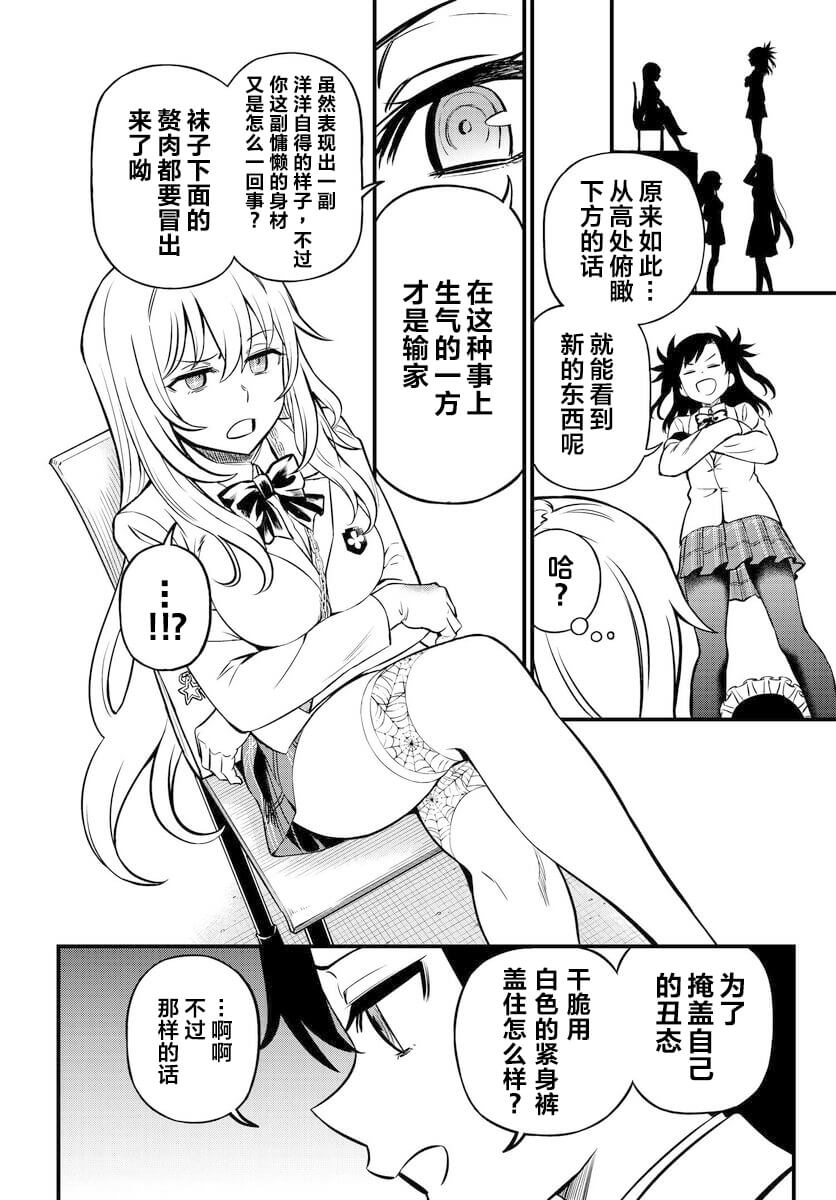 原来如此…
从高处俯瞰
下方的话
就能看到
新的东西呢
哈？
在这种事上
生气的一方
才是输家
虽然表现出一副
洋洋自得的样子，不过
你这副慵懒的身材
又是怎么一回事？
袜子下面的
赘肉都要冒出
来了呦
…!!?
为了
掩盖自己
的丑态
干脆用
白色的紧身裤
盖住怎么样？
…啊啊
不过
那样的话